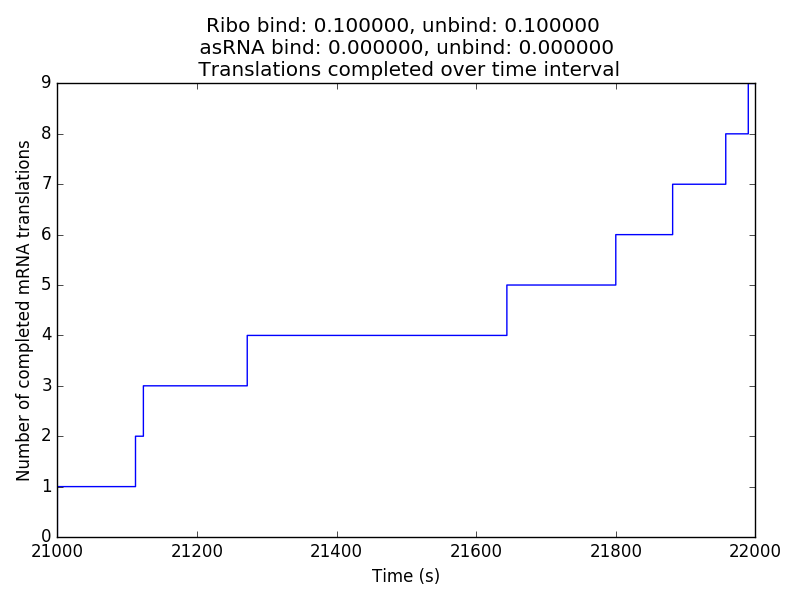 Ribo bind: 0.100000, unbind: 0.100000
asRNA bind: 0.000000, unbind: 0.000000
Translations completed over time interval
Number of completed mRNA translations
9
8
7
6
5
4
3
2
1
0
21000 21200 21400 21600 21800 22000
Time (s)